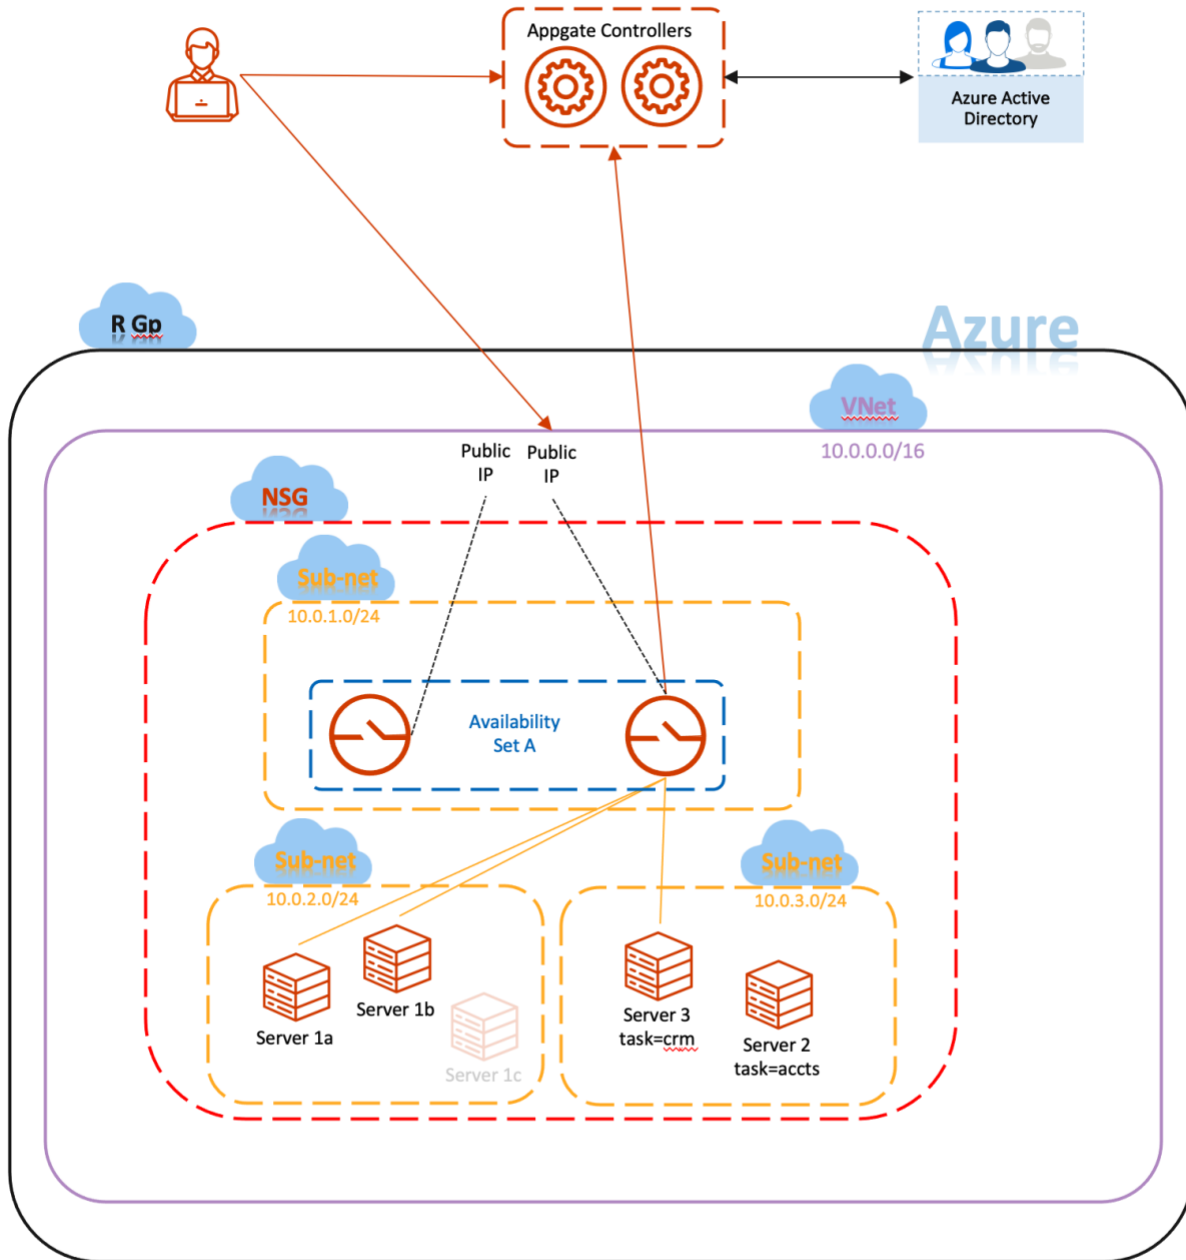 Appgate Controllers
Azure Active
Directory
R Gp
Azure
VNet
10.0.0.0/16
Public
IP
Public
IP
NSG
Sub-net
10.0.1.0/24
Availability
Set A
Sub-net
10.0.2.0/24
Sub-net
10.0.3.0/24
Server 1a
Server 1b
Server 1c
Server 3
task=crm
Server 2
task=accts